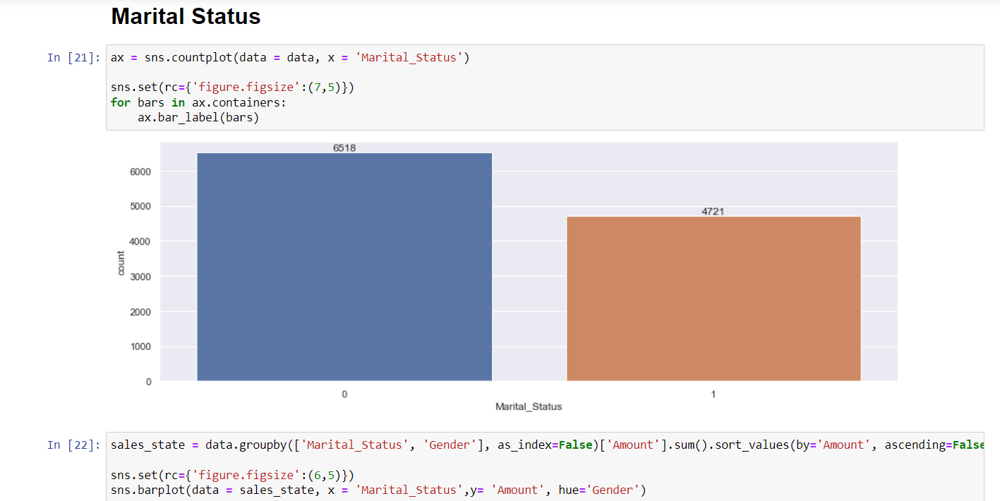 Marital Status
In [21]: ax = sns.countplot(data = data, x = 'Marital_Status')
sns.set(rc={'figure.figsize':(7,5)})
for bars in ax.containers:
    ax.bar_label(bars)
6518
4721
6000
5000
4000
3000
2000
1000
0
count
0 1
Marital_Status
In [22]: sales_state = data.groupby(['Marital_Status', 'Gender'], as_index=False)['Amount'].sum().sort_values(by='Amount', ascending=False
sns.set(rc={'figure.figsize':(6,5)})
sns.barplot(data = sales_state, x = 'Marital_Status',y= 'Amount', hue='Gender')